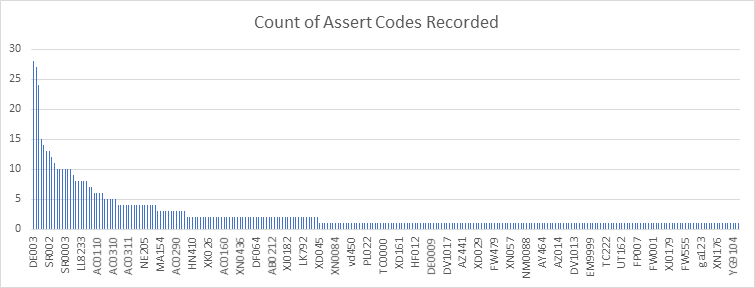 Count of Assert Codes Recorded
30
25
20
15
10
5
0
DE003
SR002
SR0003
LL8233
AC0110
AC0310
AC0311
NE205
MA154
AC0290
HN410
XK026
AC0160
XN0436
DF064
AB0212
XJ0182
LK792
XD045
XN0084
vd450
PL022
TC0000
XD161
HF012
DE0009
DV1017
AZ441
XD029
FW479
XN057
NM0088
AY464
AZ014
DV1013
EM9999
TC222
UT162
FP007
FW001
XJ0179
FW555
ga123
XN176
YG9104